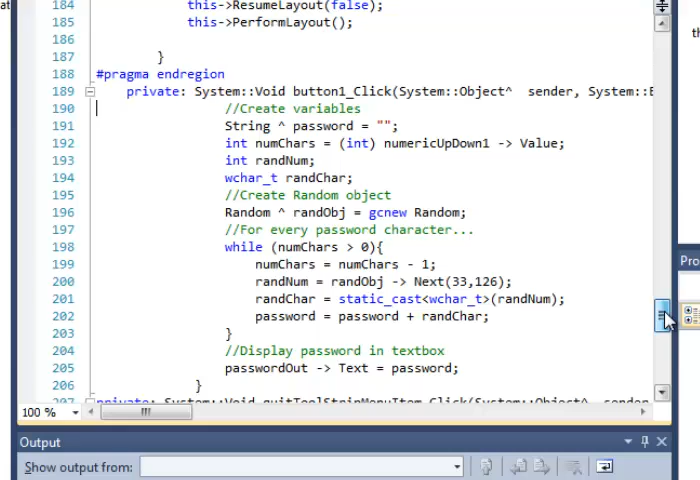 at
184 this->ResumeLayout(false);
185 this->PerformLayout();
186
187 }
188 #pragma endregion
189 private: System::Void button1_Click(System::Object^ sender, System::E
190 //Create variables
191 String ^ password = "";
192 int numChars = (int) numericUpDown1 -> Value;
193 int randNum;
194 wchar_t randChar;
195 //Create Random object
196 Random ^ randObj = gcnew Random;
197 //For every password character...
198 while (numChars > 0){
199 numChars = numChars - 1;
200 randNum = randObj -> Next(33,126);
201 randChar = static_cast<wchar_t>(randNum);
202 password = password + randChar;
203 }
204 //Display password in textbox
205 passwordOut -> Text = password;
206 }
207 private: System::Void quitToolStripMenuItem_Click(System::Object^ sender
100 %
Output
Show output from:
th
Pro